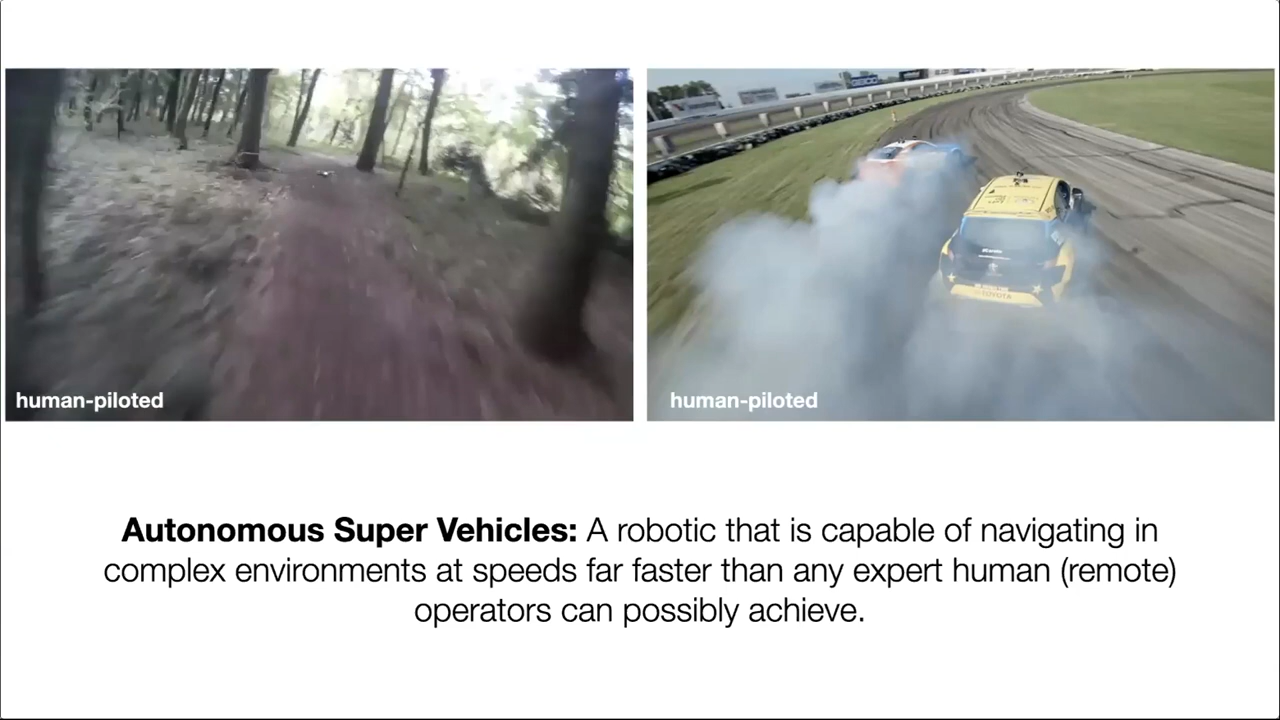 human-piloted
human-piloted
TOYOTA
Autonomous Super Vehicles: A robotic that is capable of navigating in
complex environments at speeds far faster than any expert human (remote)
operators can possibly achieve.